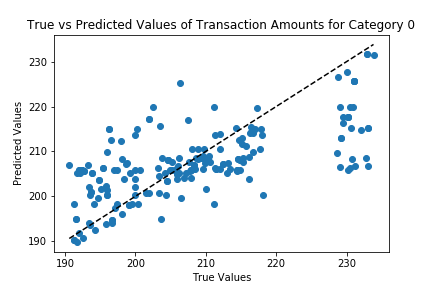 True vs Predicted Values of Transaction Amounts for Category 0
Predicted Values
230
220
210
200
190
190 200 210 220 230
True Values